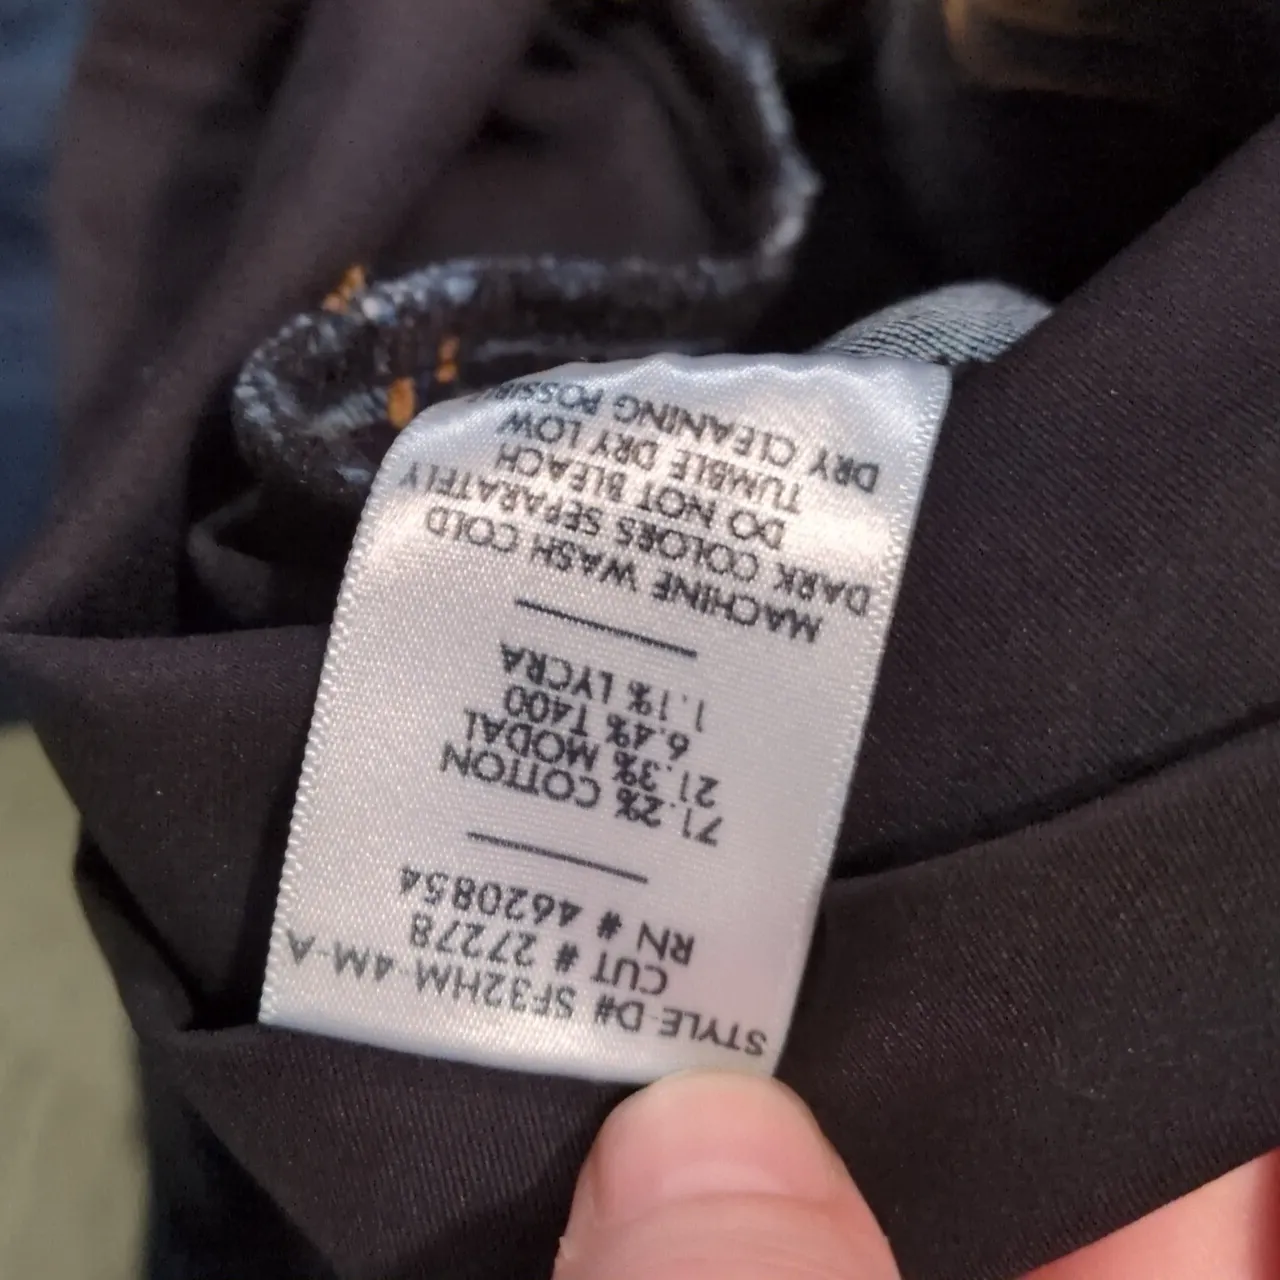 STYLE-D# SF32HM-4M-A
CUT # 27278
RN # 4620854
71.2% COTTON
21.3% MODAL
6.4% T400
1.1% LYCRA
MACHINE WASH COLD
DARK COLORS SEPARATELY
DO NOT BLEACH
TUMBLE DRY LOW
DRY CLEANING